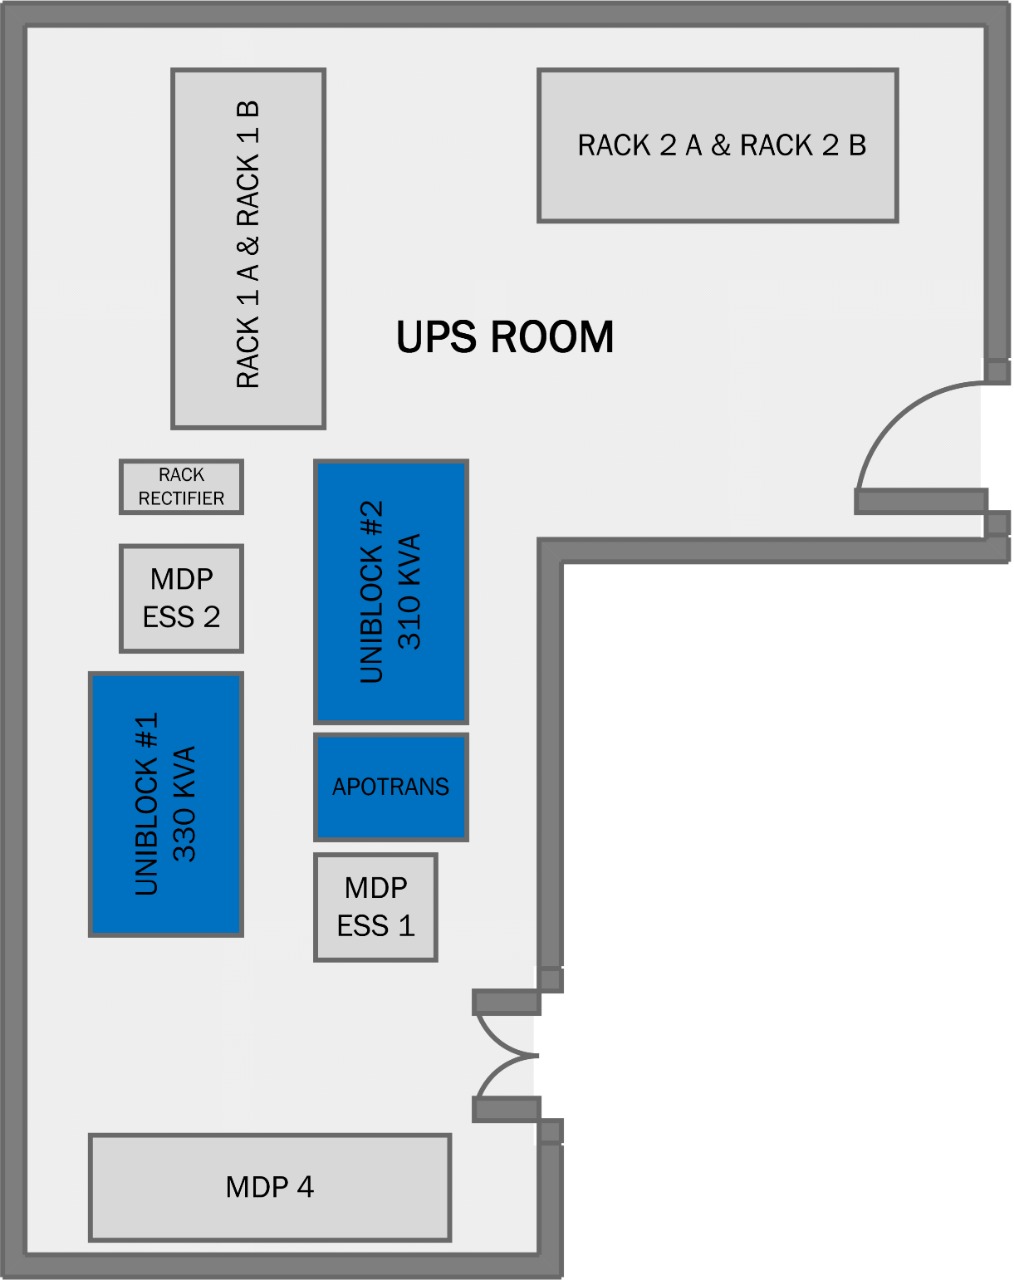 RACK 1 A & RACK 1 B
RACK 2 A & RACK 2 B
UPS ROOM
RACK
RECTIFIER
UNIBLOCK #2
310 KVA
MDP
ESS 2
UNIBLOCK #1
330 KVA
APOTRANS
MDP
ESS 1
MDP 4